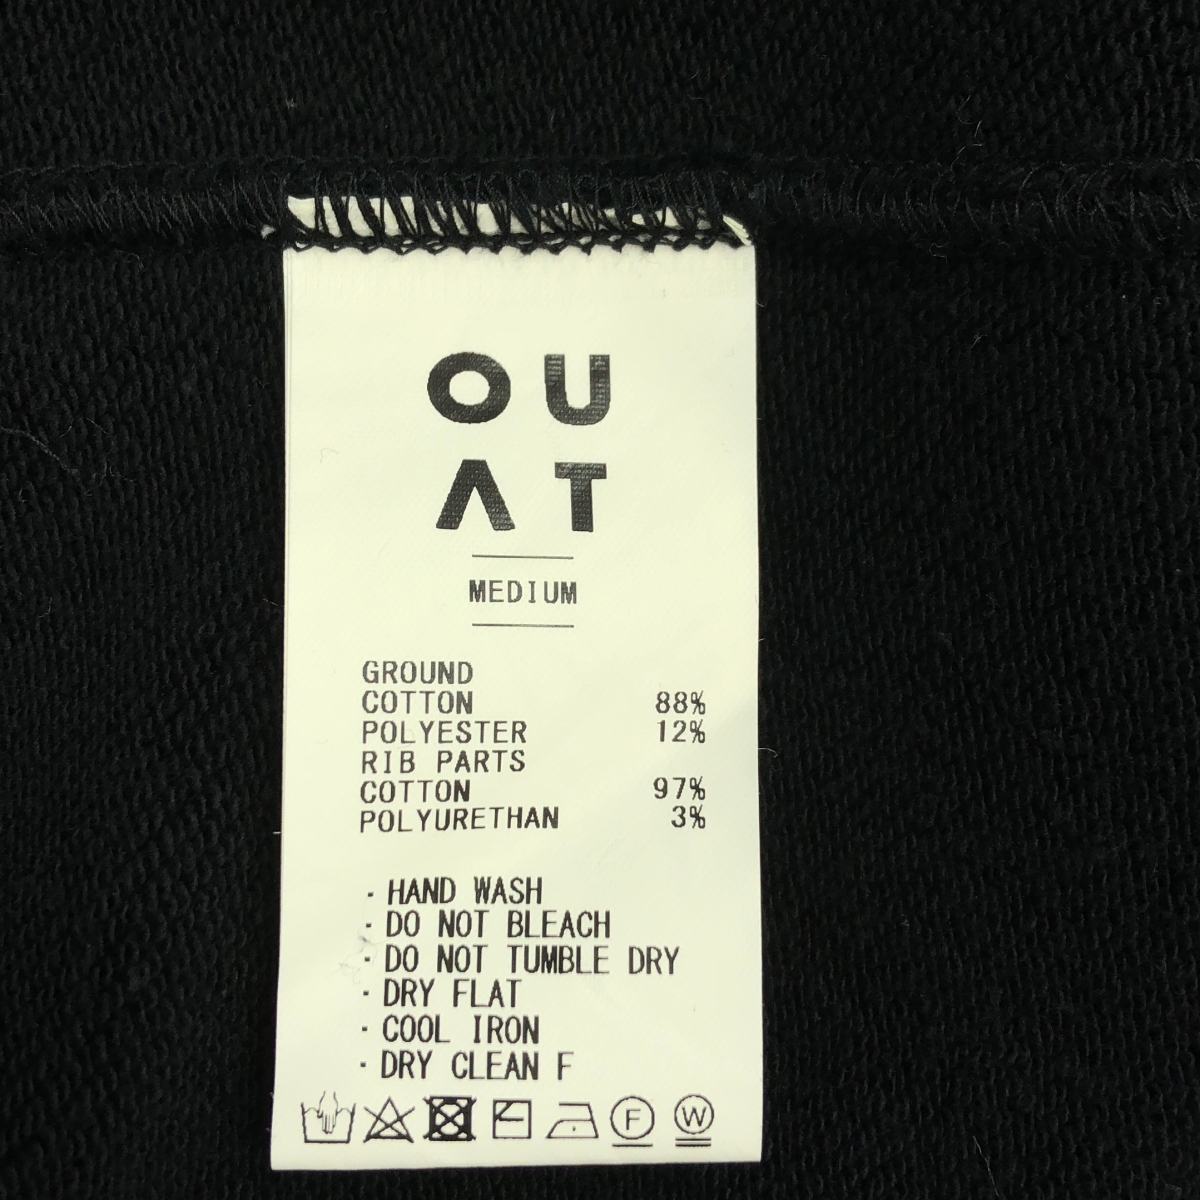 OU
ΛT
MEDIUM
GROUND
COTTON 88%
POLYESTER 12%
RIB PARTS
COTTON 97%
POLYURETHAN 3%
· HAND WASH
· DO NOT BLEACH
· DO NOT TUMBLE DRY
· DRY FLAT
· COOL IRON
· DRY CLEAN F
F W